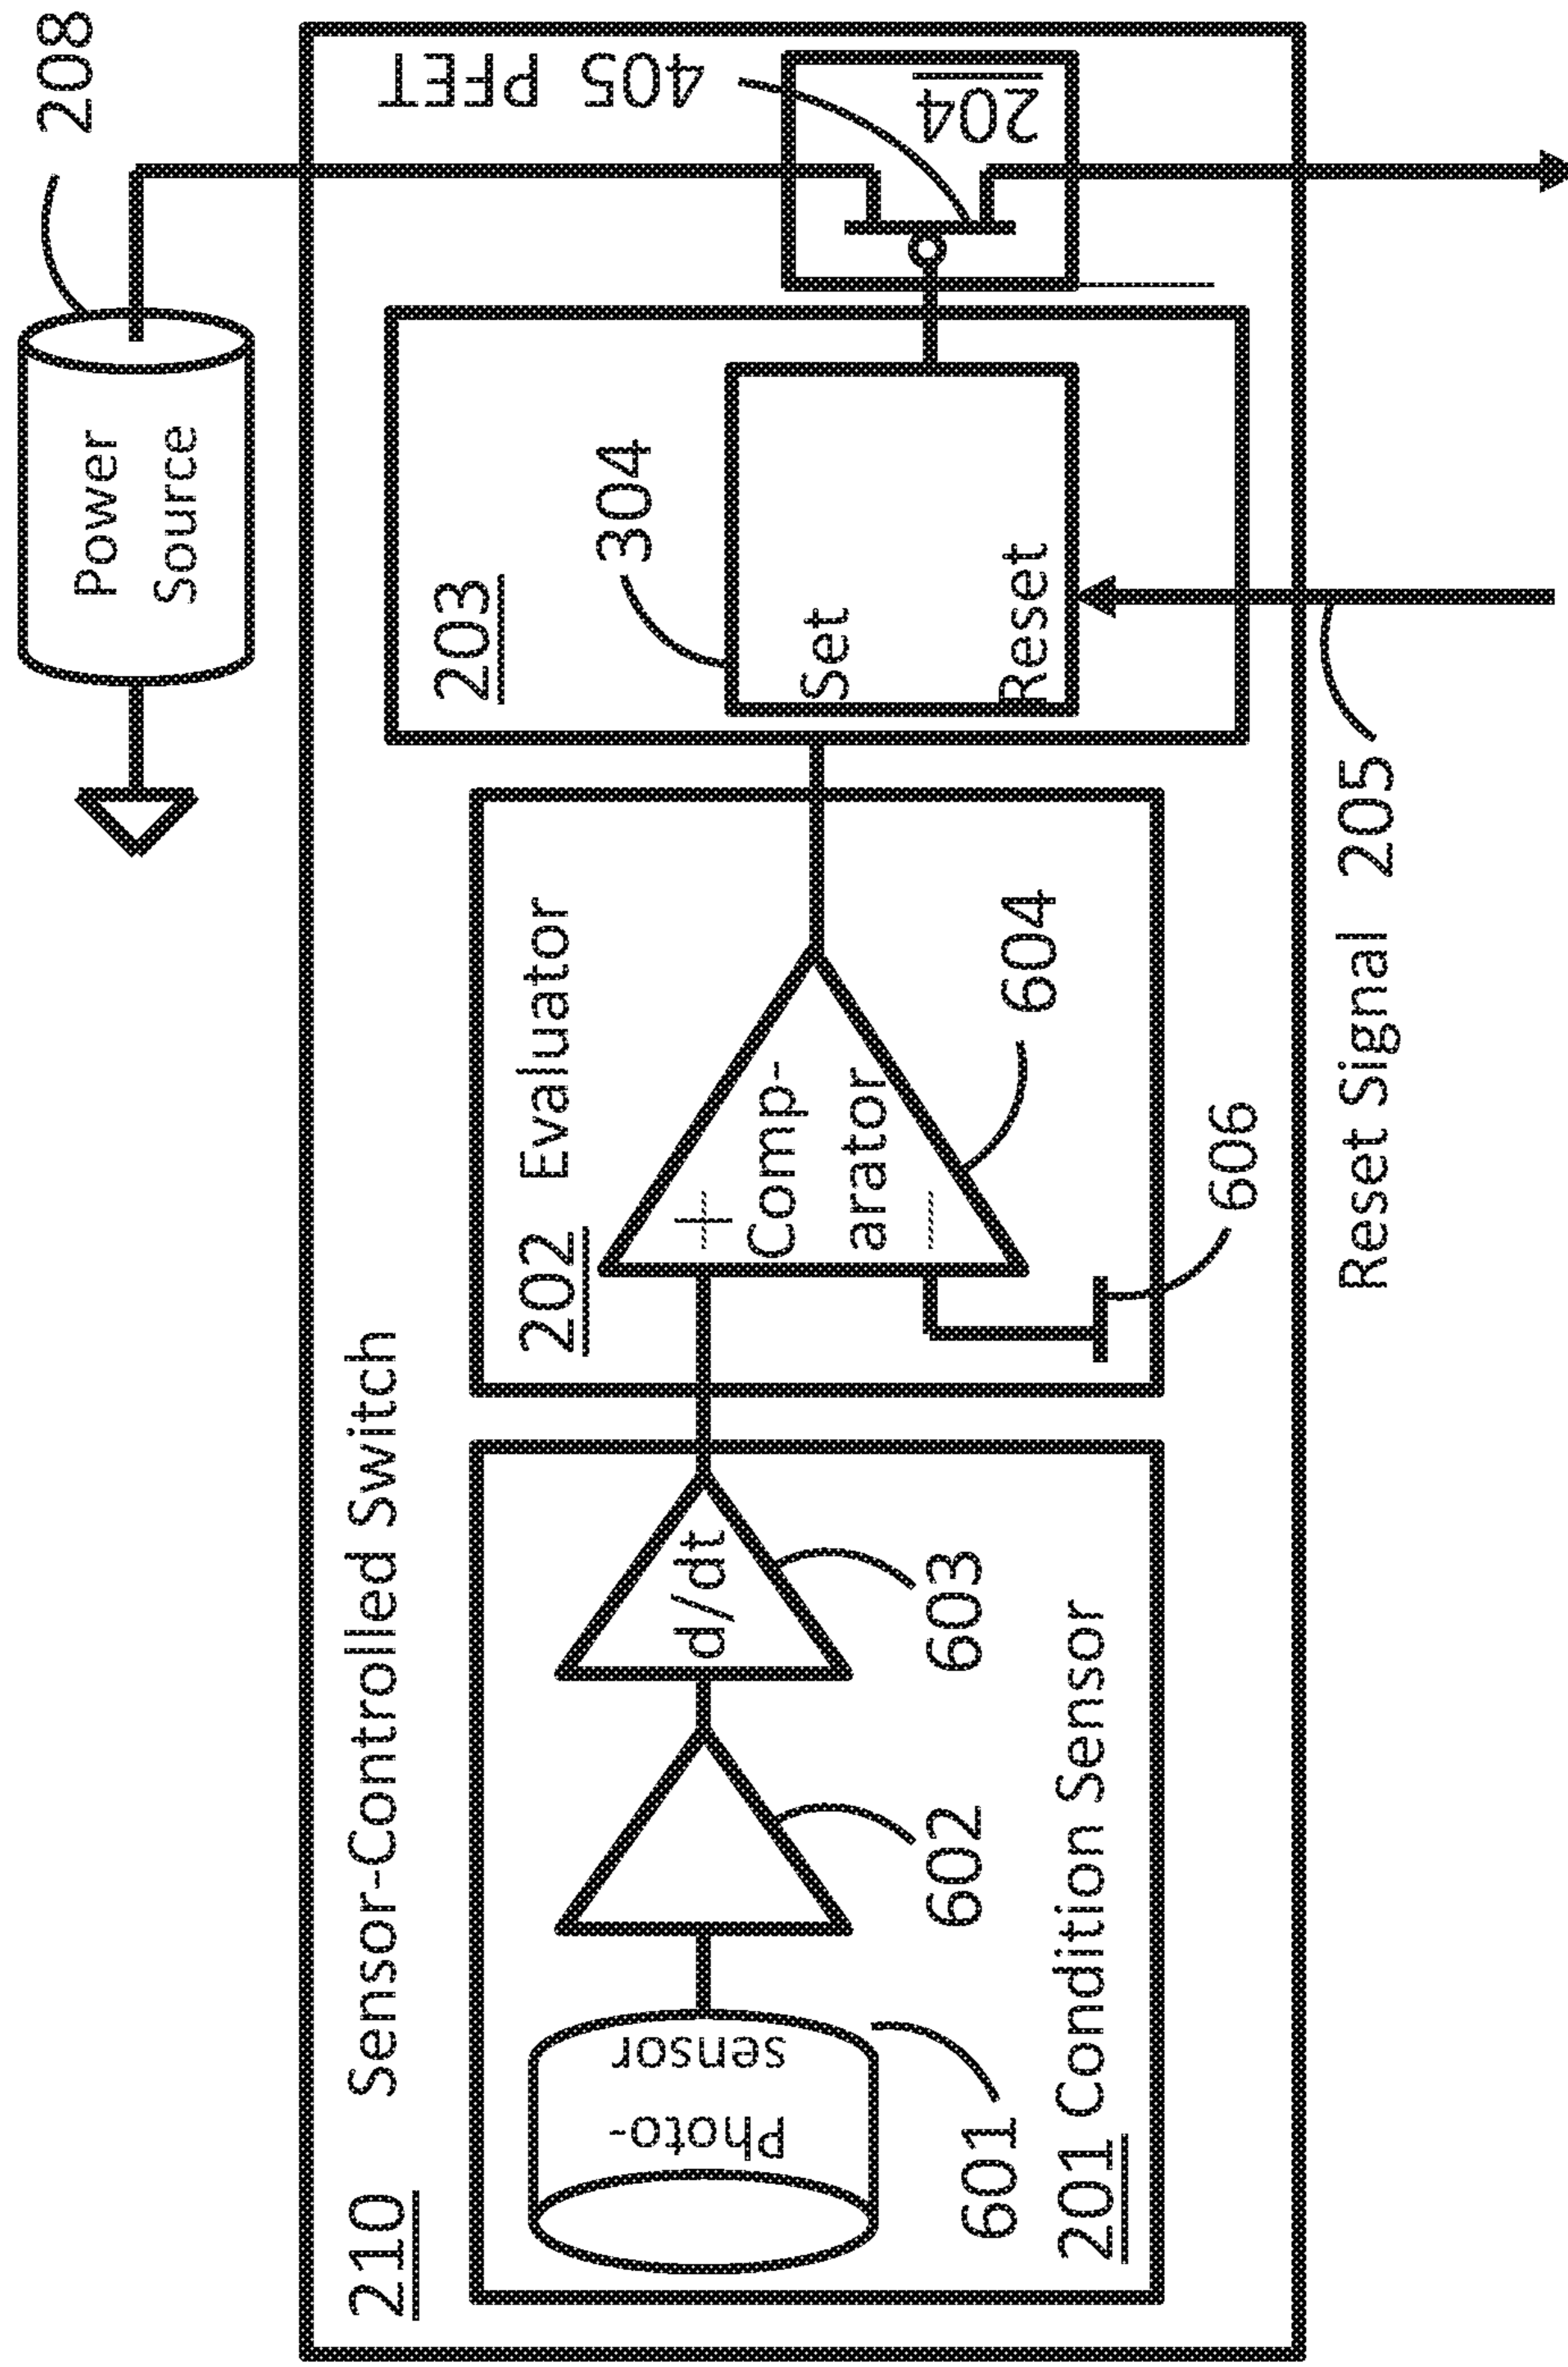 208
Power
Source
210 Sensor-Controlled Switch
405 PFET
204
203
304
Set
Reset
202 Evaluator
+
Comp-
arator
—
604
606
d/dt
603
602
Photo-
sensor
601
201 Condition Sensor
Reset Signal 205